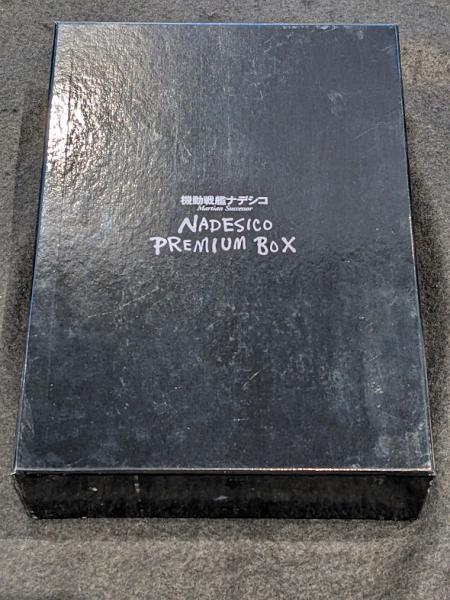 機動戦艦ナデシコ
Martian Successor
NADESICO
PREMIUM BOX